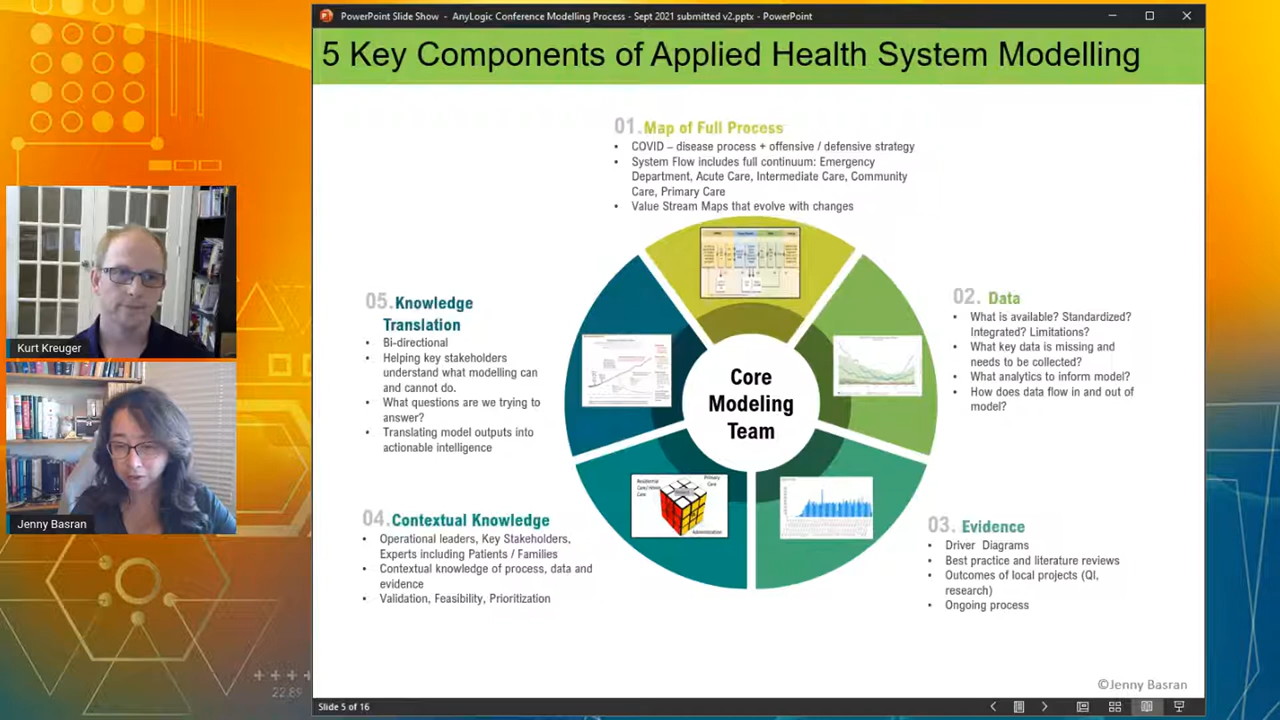 PowerPoint Slide Show - AnyLogic Conference Modelling Process - Sept 2021 submitted v2.pptx - PowerPoint
5 Key Components of Applied Health System Modelling
01. Map of Full Process
• COVID – disease process + offensive / defensive strategy
• System Flow includes full continuum: Emergency
Department, Acute Care, Intermediate Care, Community
Care, Primary Care
• Value Stream Maps that evolve with changes
02. Data
• What is available? Standardized?
Integrated? Limitations?
• What key data is missing and
needs to be collected?
• What analytics to inform model?
• How does data flow in and out of
model?
03. Evidence
• Driver Diagrams
• Best practice and literature reviews
• Outcomes of local projects (QI,
research)
• Ongoing process
04. Contextual Knowledge
• Operational leaders, Key Stakeholders,
Experts including Patients / Families
• Contextual knowledge of process, data and
evidence
• Validation, Feasibility, Prioritization
05. Knowledge
Translation
• Bi-directional
• Helping key stakeholders
understand what modelling can
and cannot do.
• What questions are we trying to
answer?
• Translating model outputs into
actionable intelligence
Core
Modeling
Team
Primary
Care
Administration
Kurt Kreuger
Jenny Basran
22.89
©Jenny Basran
Slide 5 of 16